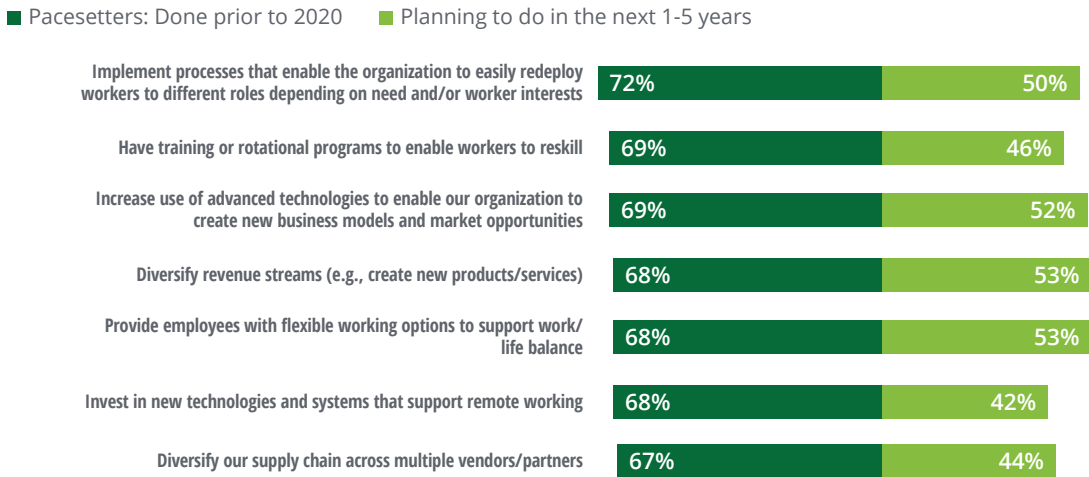 Pacesetters: Done prior to 2020 Planning to do in the next 1-5 years
Implement processes that enable the organization to easily redeploy
workers to different roles depending on need and/or worker interests
72% 50%
Have training or rotational programs to enable workers to reskill
69% 46%
Increase use of advanced technologies to enable our organization to
create new business models and market opportunities
69% 52%
Diversify revenue streams (e.g., create new products/services)
68% 53%
Provide employees with flexible working options to support work/
life balance
68% 53%
Invest in new technologies and systems that support remote working
68% 42%
Diversify our supply chain across multiple vendors/partners
67% 44%